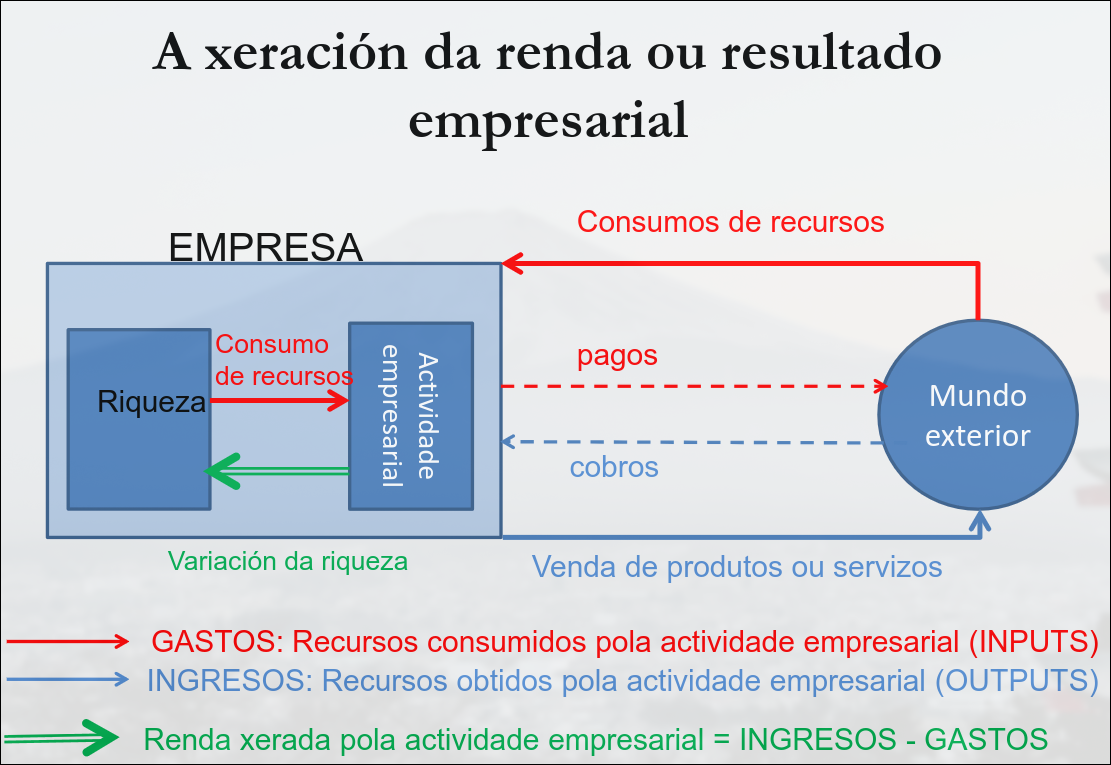 A xeración da renda ou resultado
empresarial
Consumos de recursos
EMPRESA
Consumo
de recursos
Riqueza
Actividade
empresarial
pagos
Mundo
exterior
cobros
Variación da riqueza
Venda de produtos ou servizos
GASTOS: Recursos consumidos pola actividade empresarial (INPUTS)
INGRESOS: Recursos obtidos pola actividade empresarial (OUTPUTS)
Renda xerada pola actividade empresarial = INGRESOS - GASTOS